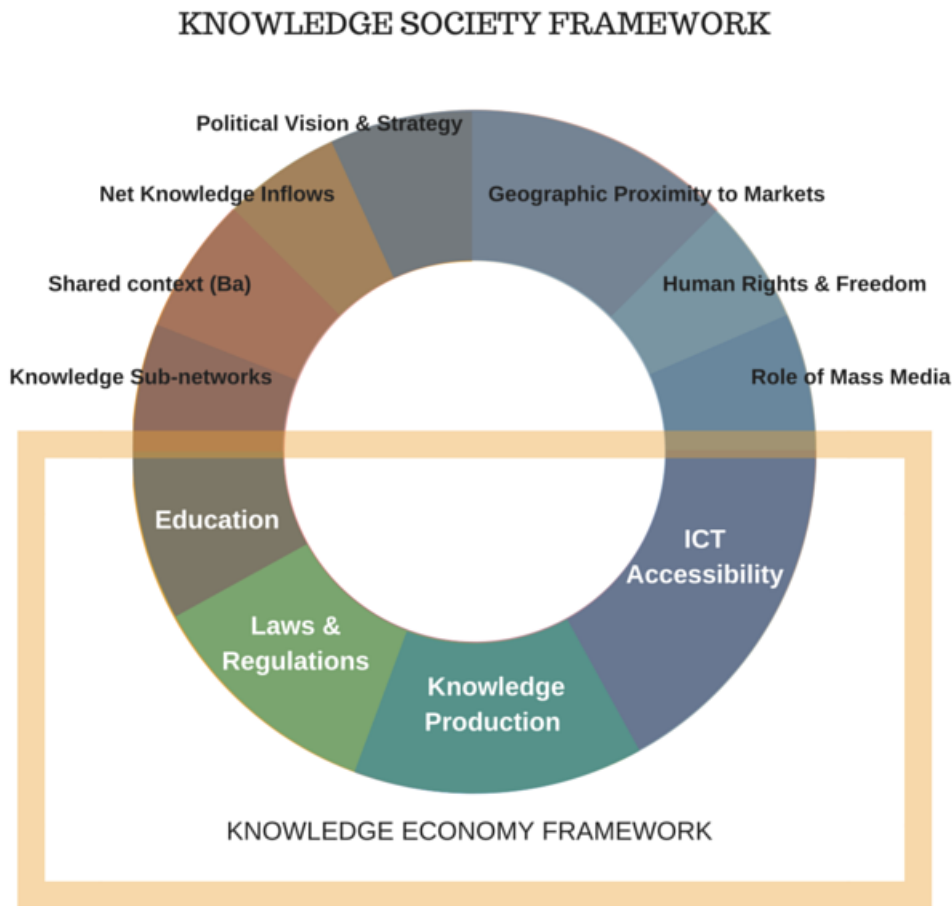 KNOWLEDGE SOCIETY FRAMEWORK
Political Vision & Strategy
Net Knowledge Inflows
Geographic Proximity to Markets
Shared context (Ba)
Human Rights & Freedom
Knowledge Sub-networks
Role of Mass Media
Education
ICT
Accessibility
Laws &
Regulations
Knowledge
Production
KNOWLEDGE ECONOMY FRAMEWORK